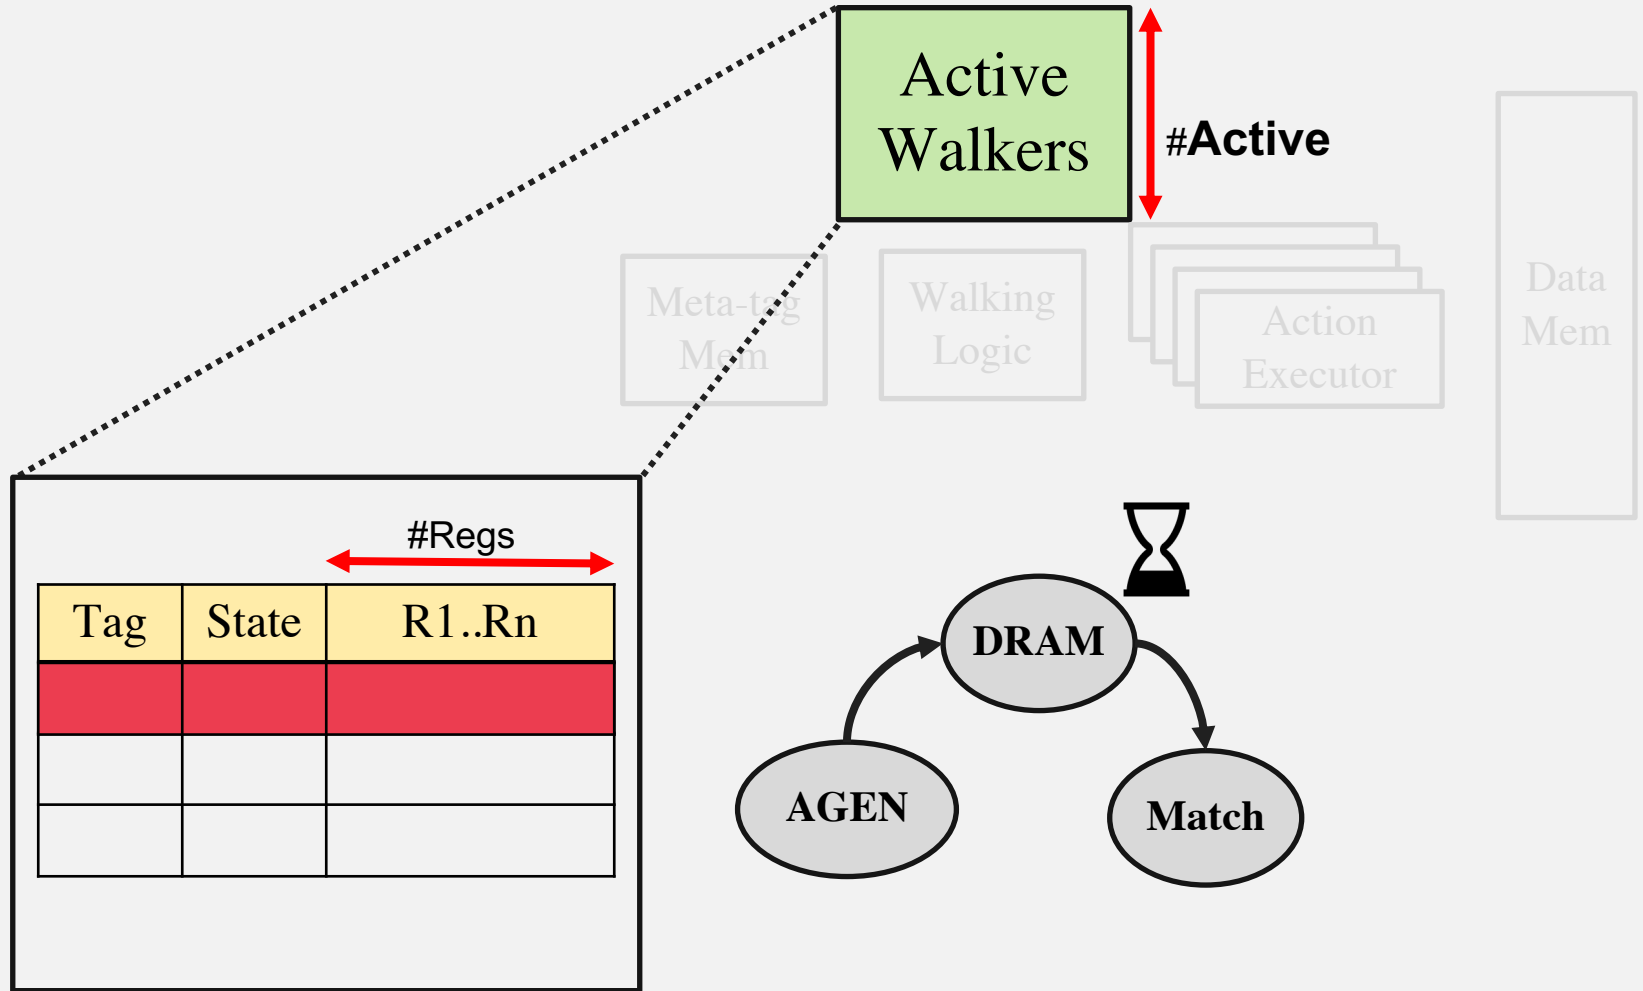 Active
Walkers
#Active
Meta-tag
Mem
Walking
Logic
Action
Executor
Data
Mem
#Regs
Tag State R1..Rn
DRAM
AGEN
Match